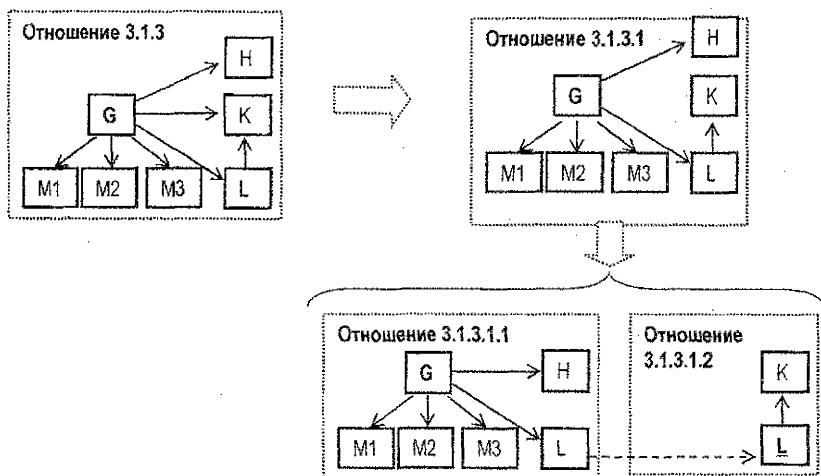 Отношение 3.1.3
H
G
K
M1 M2 M3 L
Отношение 3.1.3.1
H
G
K
M1 M2 M3 L
Отношение 3.1.3.1.1
G
H
M1 M2 M3 L
Отношение
3.1.3.1.2
K
L